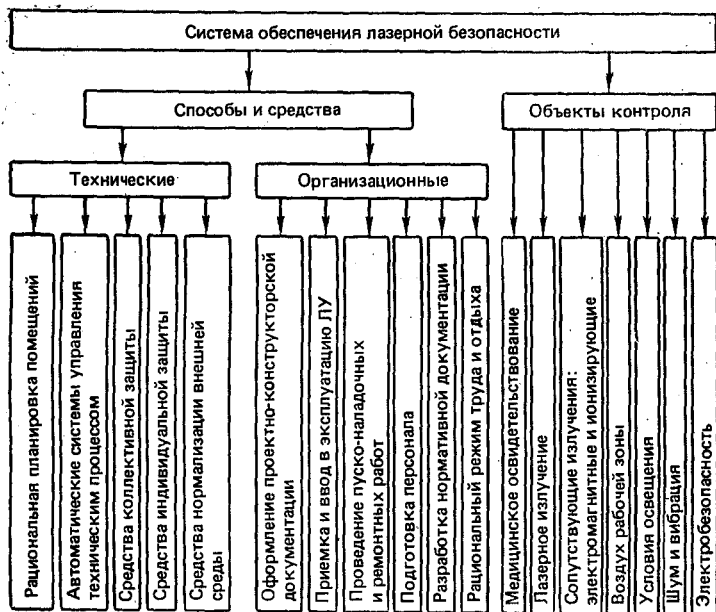 Система обеспечения лазерной безопасности
Способы и средства
Объекты контроля
Технические
Организационные
Рациональная планировка помещений
Автоматические системы управления
техническим процессом
Средства коллективной защиты
Средства индивидуальной защиты
Средства нормализации внешней
среды
Оформление проектно-конструкторской
документации
Приемка и ввод в эксплуатацию ЛУ
Проведение пуско-наладочных
и ремонтных работ
Подготовка персонала
Разработка нормативной документации
Рациональный режим труда и отдыха
Медицинское освидетельствование
Лазерное излучение
Сопутствующие излучения:
электромагнитные и ионизирующие
Воздух рабочей зоны
Условия освещения
Шум и вибрация
Электробезопасность